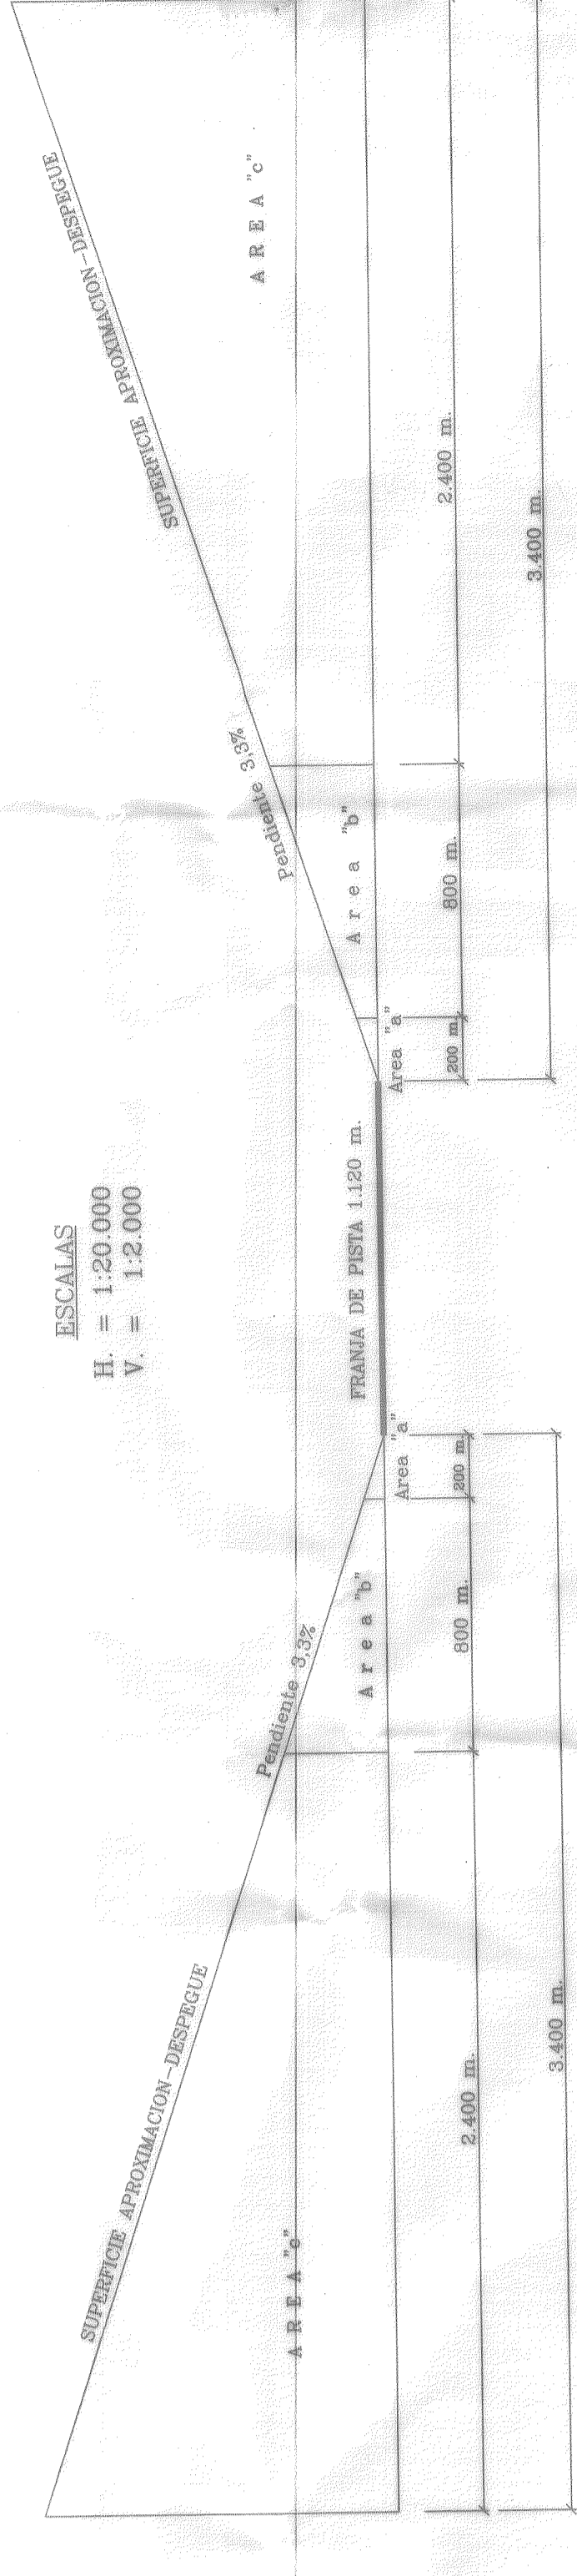 ESCALAS
H. = 1:20.000
V. = 1:2.000
SUPERFICIE APROXIMACION-DESPEGUE
Pendiente 3,3%
AREA "c"
Area "b"
Area "a"
FRANJA DE PISTA 1.120 m.
Area "a"
Area "b"
AREA "c"
Pendiente 3,3%
SUPERFICIE APROXIMACION-DESPEGUE
2.400 m.
800 m.
200 m.
200 m.
800 m.
2.400 m.
3.400 m.
3.400 m.